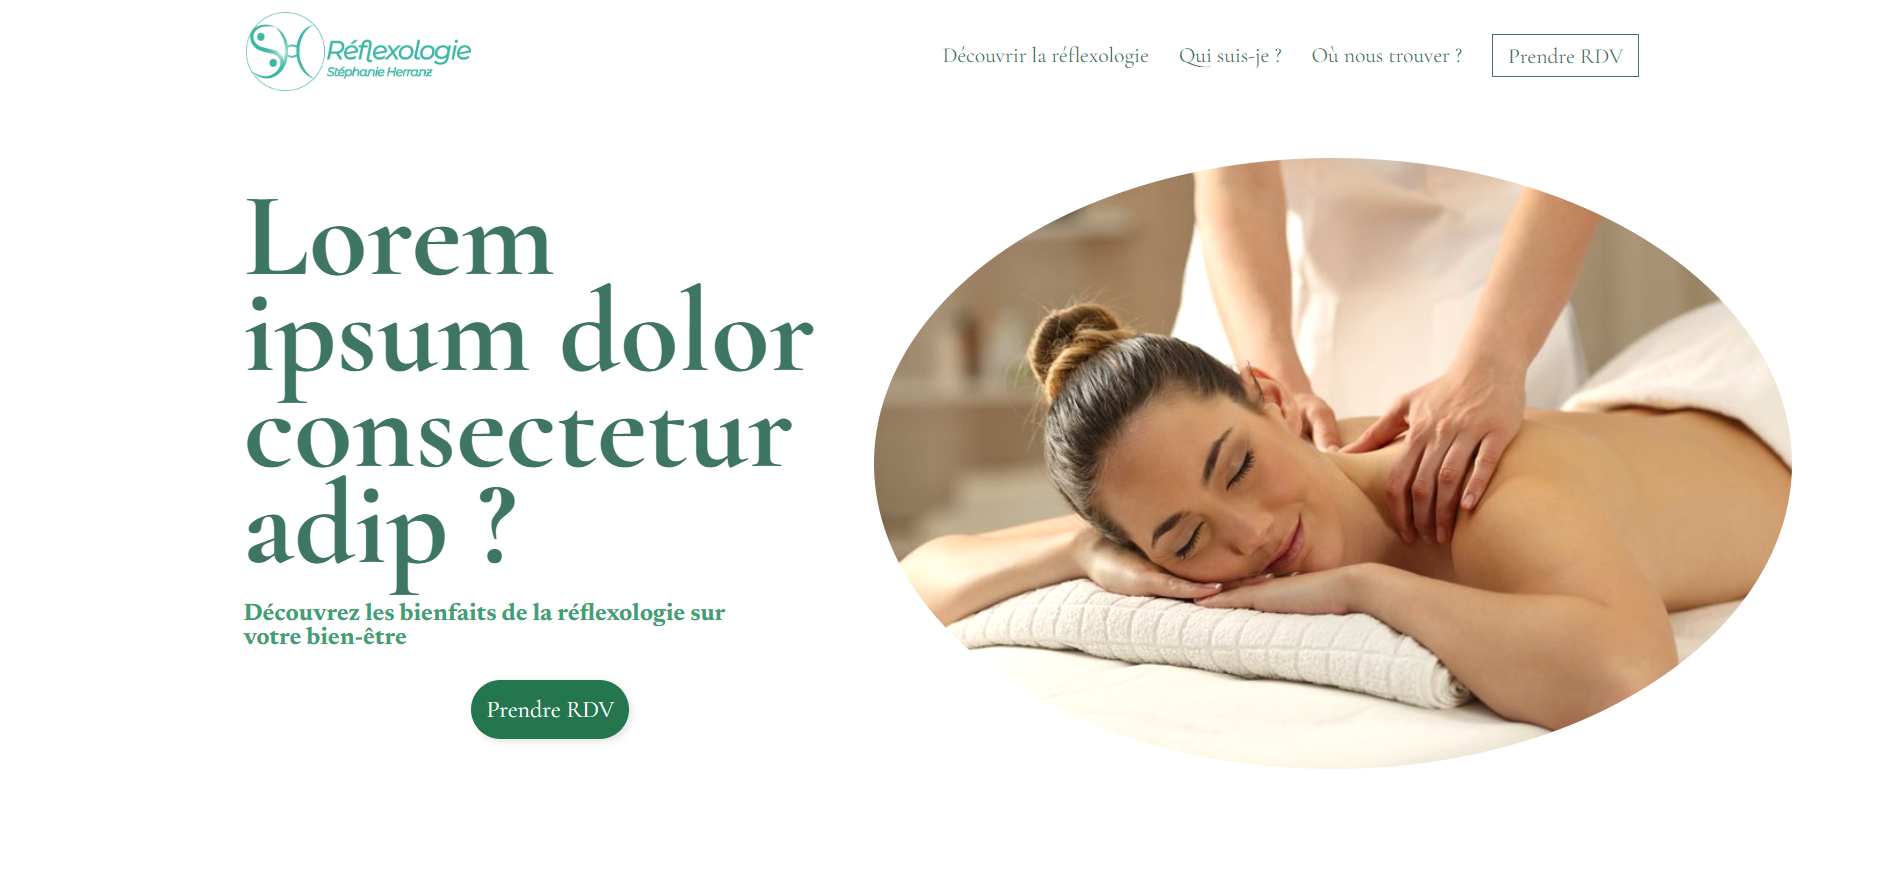 Réflexologie
Stéphanie Herranz
Découvrir la réflexologie
Qui suis-je ?
Où nous trouver ?
Prendre RDV
Lorem
ipsum dolor
consectetur
adip ?
Découvrez les bienfaits de la réflexologie sur
votre bien-être
Prendre RDV